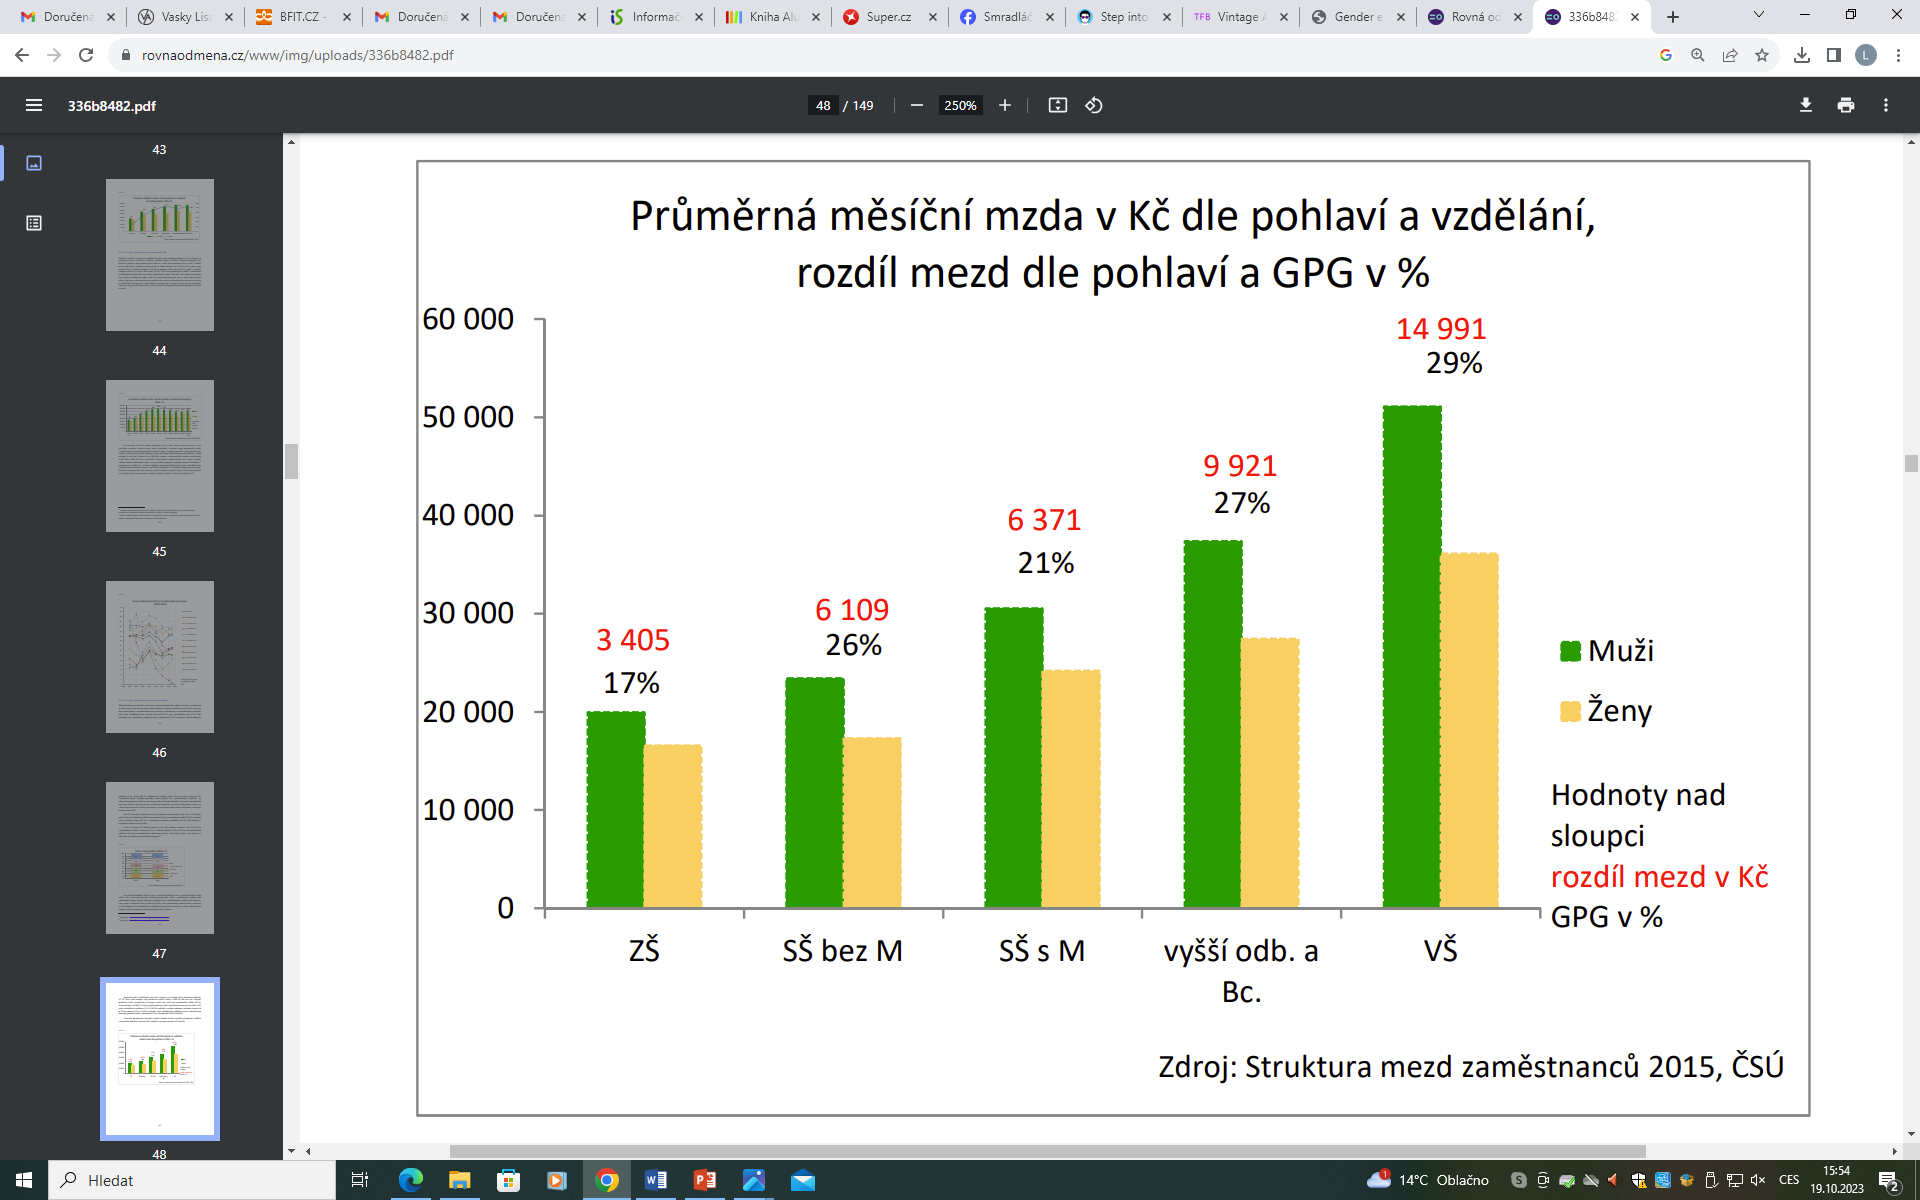 Doručená
Vasky Lis
BFIT.CZ -
Doručená
Doručená
Informač
Kniha Alu
Super.cz
Smradlác
Step into
Vintage
Gender e
Rovná od
336b8482
rovnaodmena.cz/www/img/uploads/336b8482.pdf
L
336b8482.pdf
48 / 149
250%
43
44
45
46
47
48
Průměrná měsíční mzda v Kč dle pohlaví a vzdělání,
rozdíl mezd dle pohlaví a GPG v %
60 000
50 000
40 000
30 000
20 000
10 000
0
3 405
17%
6 109
26%
6 371
21%
9 921
27%
14 991
29%
ZŠ
SŠ bez M
SŠ s M
vyšší odb. a
Bc.
VŠ
Muži
Ženy
Hodnoty nad
sloupci
rozdíl mezd v Kč
GPG v %
Zdroj: Struktura mezd zaměstnanců 2015, ČSÚ
Hledat
1
14°C Oblačno
CES
15:54
19.10.2023
2